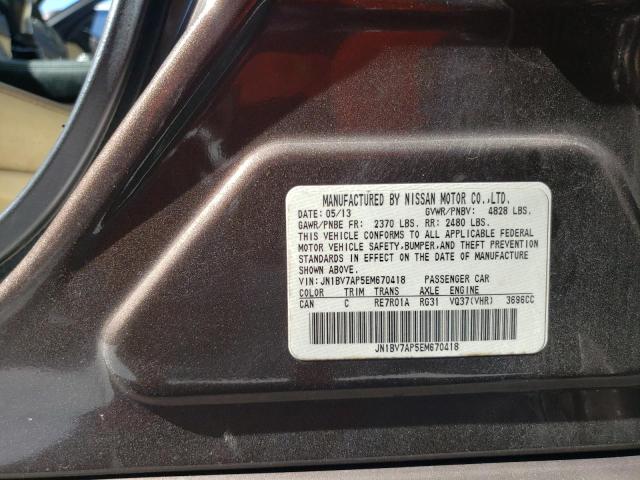 MANUFACTURED BY NISSAN MOTOR CO.,LTD.
DATE: 05/13 GVWR/PNBV: 4828 LBS.
GAWR/PNBE FR: 2370 LBS. RR: 2480 LBS.
THIS VEHICLE CONFORMS TO ALL APPLICABLE FEDERAL
MOTOR VEHICLE SAFETY, BUMPER, AND THEFT PREVENTION
STANDARDS IN EFFECT ON THE DATE OF MANUFACTURE
SHOWN ABOVE.
VIN: JN1BV7AP5EM670418 PASSENGER CAR
COLOR TRIM TRANS AXLE ENGINE
CAN C RE7R01A RG31 VQ37(VHR) 3696CC
JN1BV7AP5EM670418